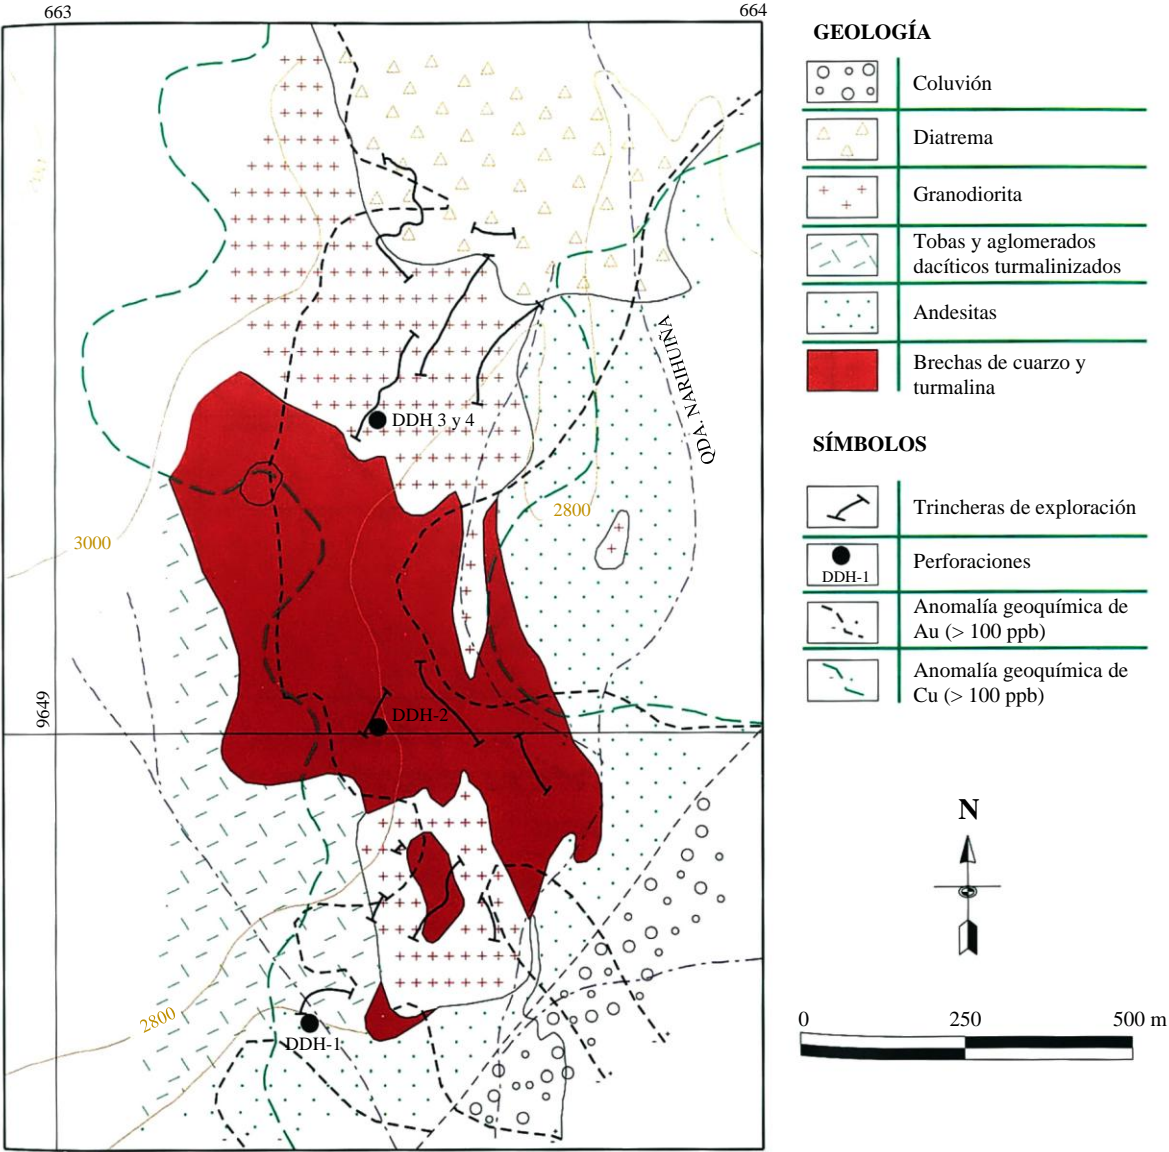 663
664
DDH 3 y 4
QDA. NARIHUIÑA
2800
3000
9649
DDH-2
2800
DDH-1
GEOLOGÍA
Coluvión
Diatrema
Granodiorita
Tobas y aglomerados
dacíticos turmalinizados
Andesitas
Brechas de cuarzo y
turmalina
SÍMBOLOS
Trincheras de exploración
DDH-1
Perforaciones
Anomalía geoquímica de
Au (> 100 ppb)
Anomalía geoquímica de
Cu (> 100 ppb)
N
0
250
500 m